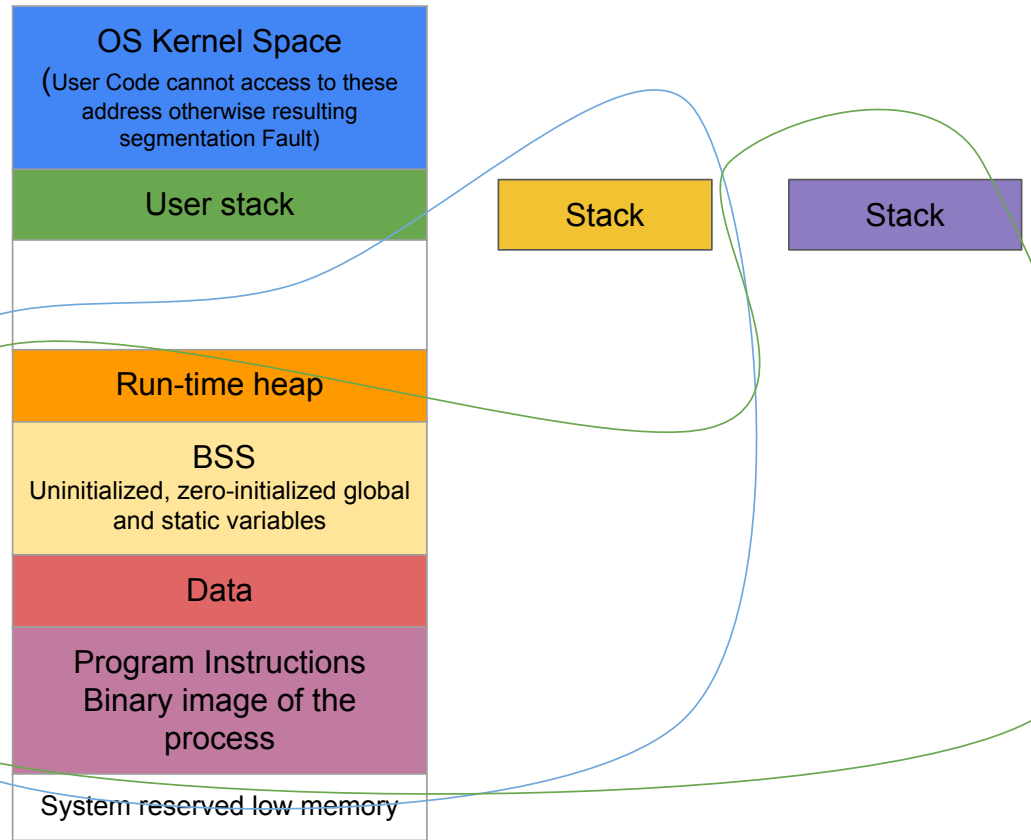 OS Kernel Space
(User Code cannot access to these
address otherwise resulting
segmentation Fault)
User stack
Stack
Stack
Run-time heap
BSS
Uninitialized, zero-initialized global
and static variables
Data
Program Instructions
Binary image of the
process
System reserved low memory